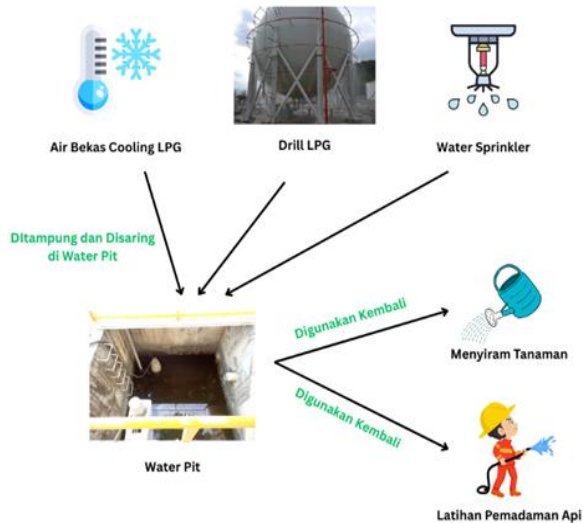 Air Bekas Cooling LPG
Drill LPG
Water Sprinkler
DItampung dan Disaring
di Water Pit
Digunakan Kembali
Menyiram Tanaman
Digunakan Kembali
Water Pit
Latihan Pemadaman Api